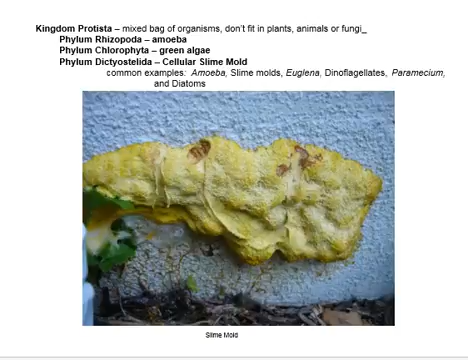 Kingdom Protista – mixed bag of organisms, don't fit in plants, animals or fungi_
Phylum Rhizopoda – amoeba
Phylum Chlorophyta – green algae
Phylum Dictyostelida – Cellular Slime Mold
common examples: Amoeba, Slime molds, Euglena, Dinoflagellates, Paramecium,
and Diatoms
Slime Mold